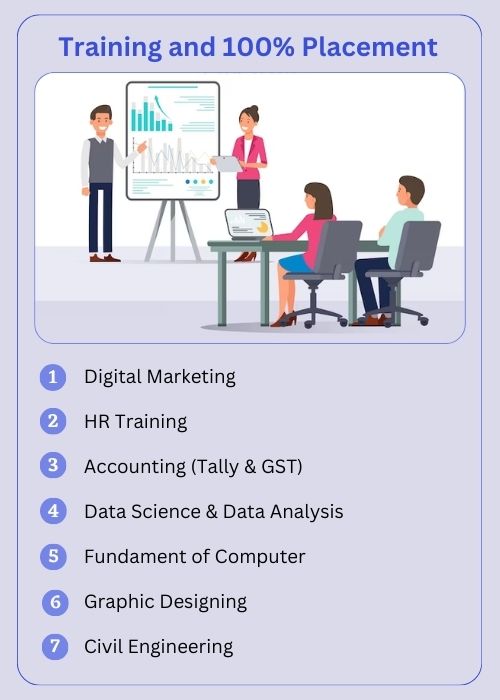 Training and 100% Placement
1 Digital Marketing
2 HR Training
3 Accounting (Tally & GST)
4 Data Science & Data Analysis
5 Fundament of Computer
6 Graphic Designing
7 Civil Engineering